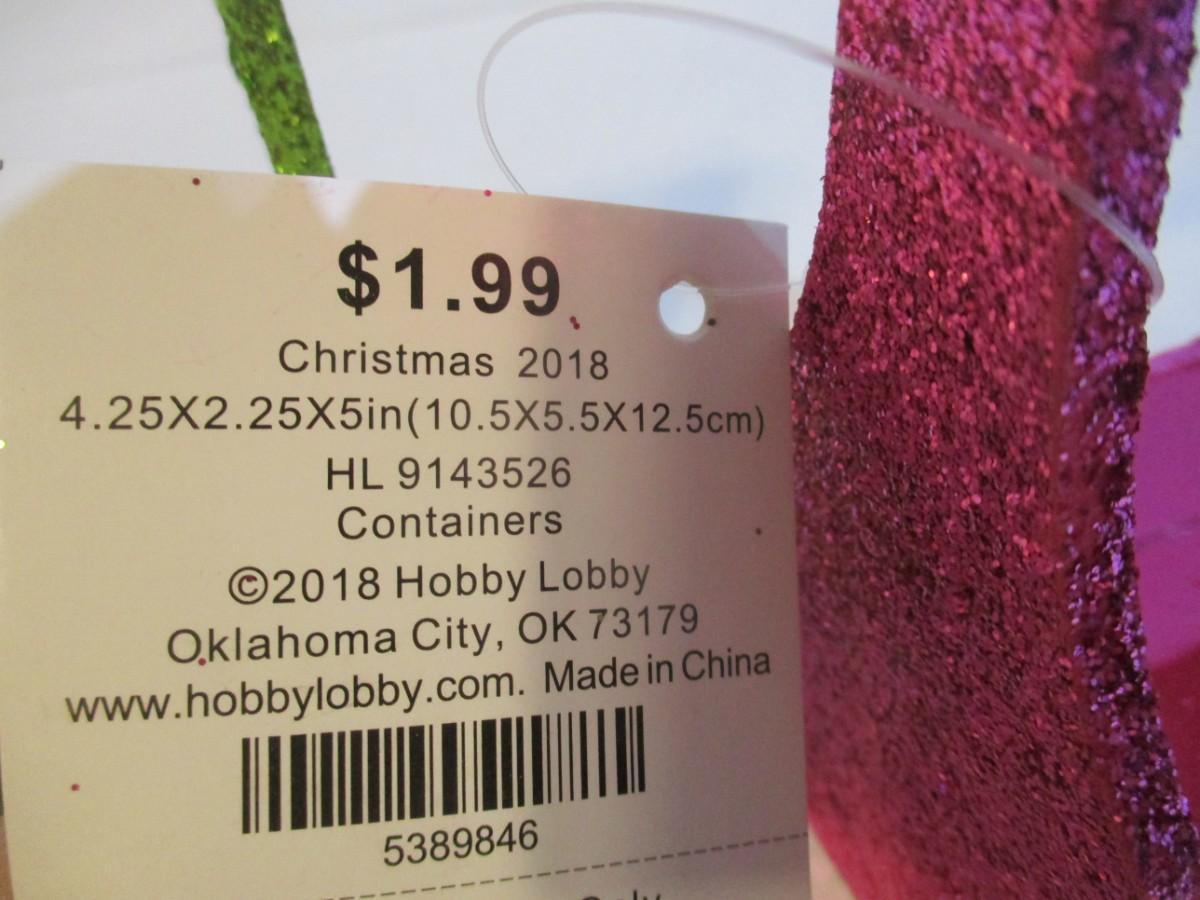 $1.99
Christmas 2018
4.25X2.25X5in(10.5X5.5X12.5cm)
HL 9143526
Containers
©2018 Hobby Lobby
Oklahoma City, OK 73179
www.hobbylobby.com. Made in China
5389846